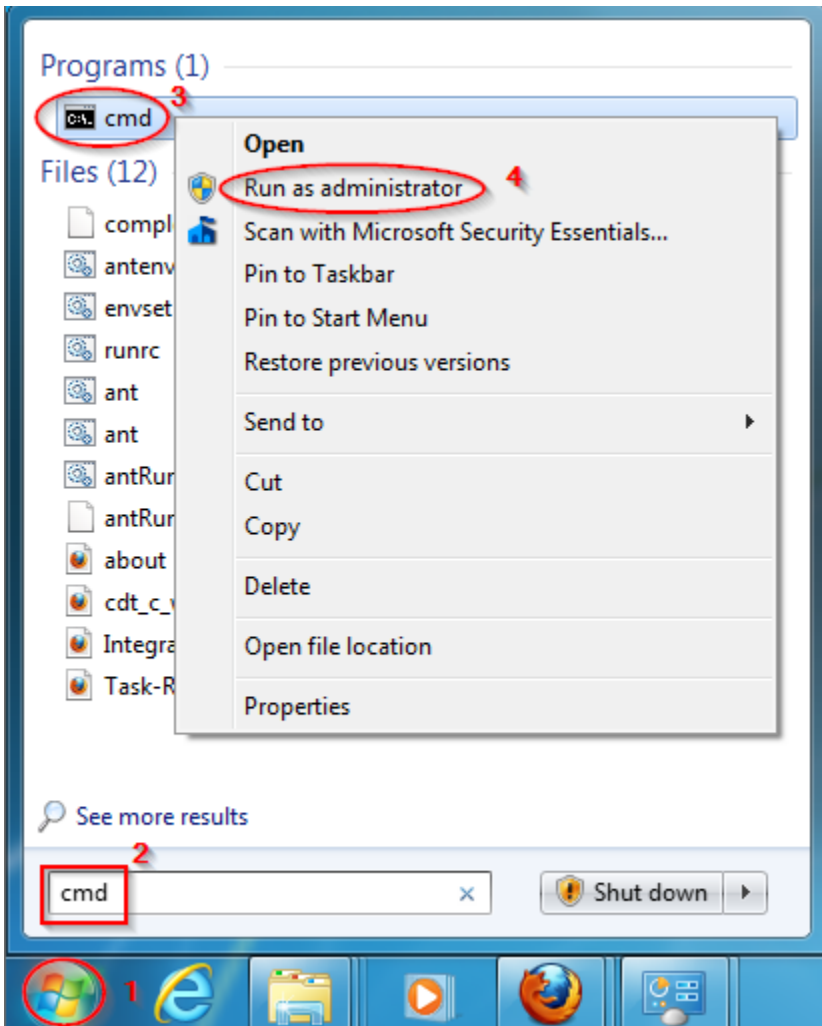 Programs (1)
3
cmd
Open
Files (12)
Run as administrator
4
compl
Scan with Microsoft Security Essentials...
antenv
Pin to Taskbar
envset
Pin to Start Menu
runrc
Restore previous versions
ant
Send to
ant
antRur
Cut
antRur
Copy
about
Delete
cdt_c_
Integra
Open file location
Task-R
Properties
See more results
2
cmd
Shut down
1